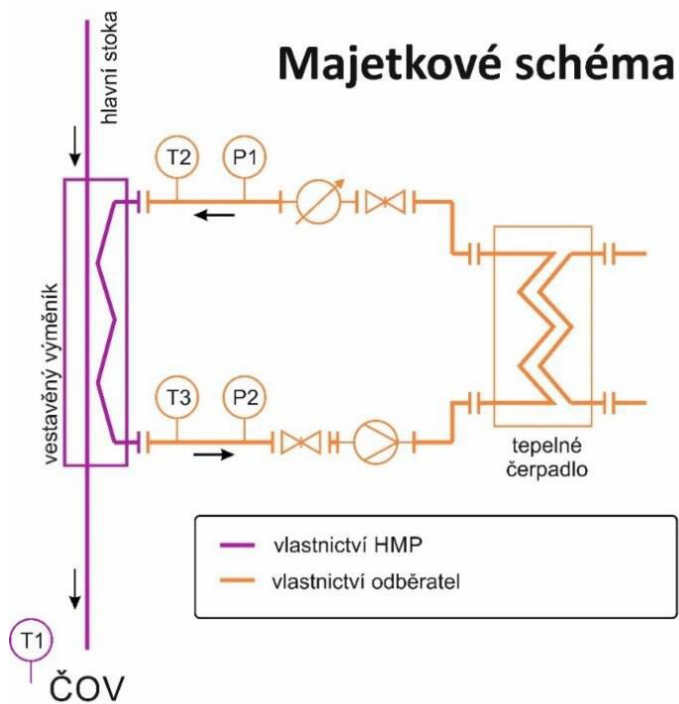 Majetkové schéma
hlavní stoka
T2
P1
vestavěný výměník
T3
P2
tepelné
čerpadlo
vlastnictví HMP
vlastnictví odběratel
T1
ČOV